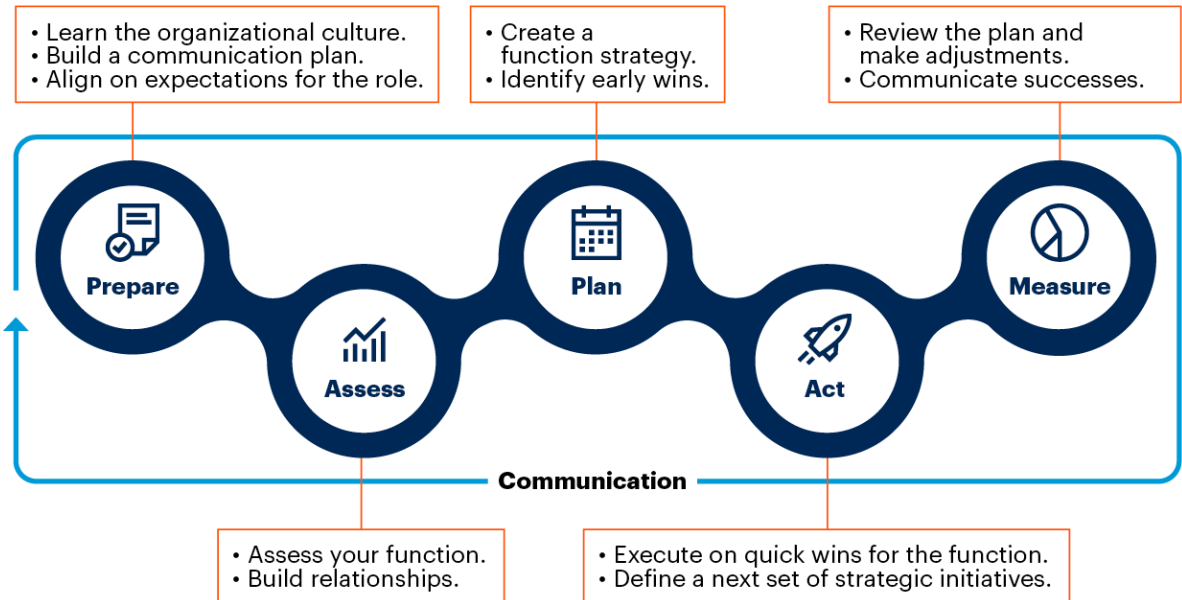 • Learn the organizational culture.
• Build a communication plan.
• Align on expectations for the role.
• Create a
function strategy.
• Identify early wins.
• Review the plan and
make adjustments.
• Communicate successes.
Prepare
Assess
Plan
Act
Measure
Communication
• Assess your function.
• Build relationships.
• Execute on quick wins for the function.
• Define a next set of strategic initiatives.